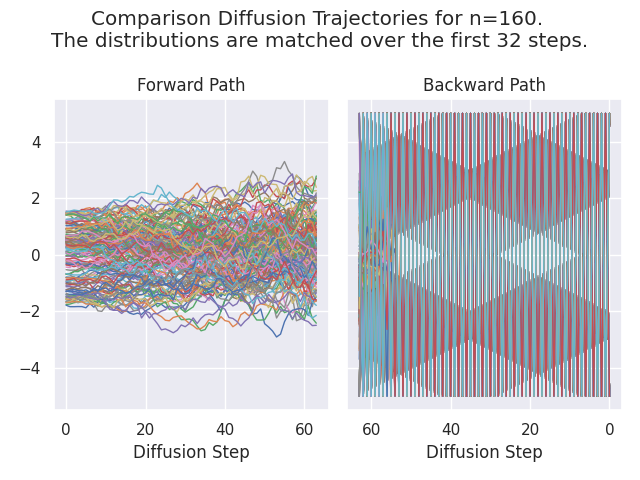 Comparison Diffusion Trajectories for n=160.
The distributions are matched over the first 32 steps.
Forward Path
Backward Path
4
2
0
−2
−4
0 20 40 60
60 40 20 0
Diffusion Step
Diffusion Step